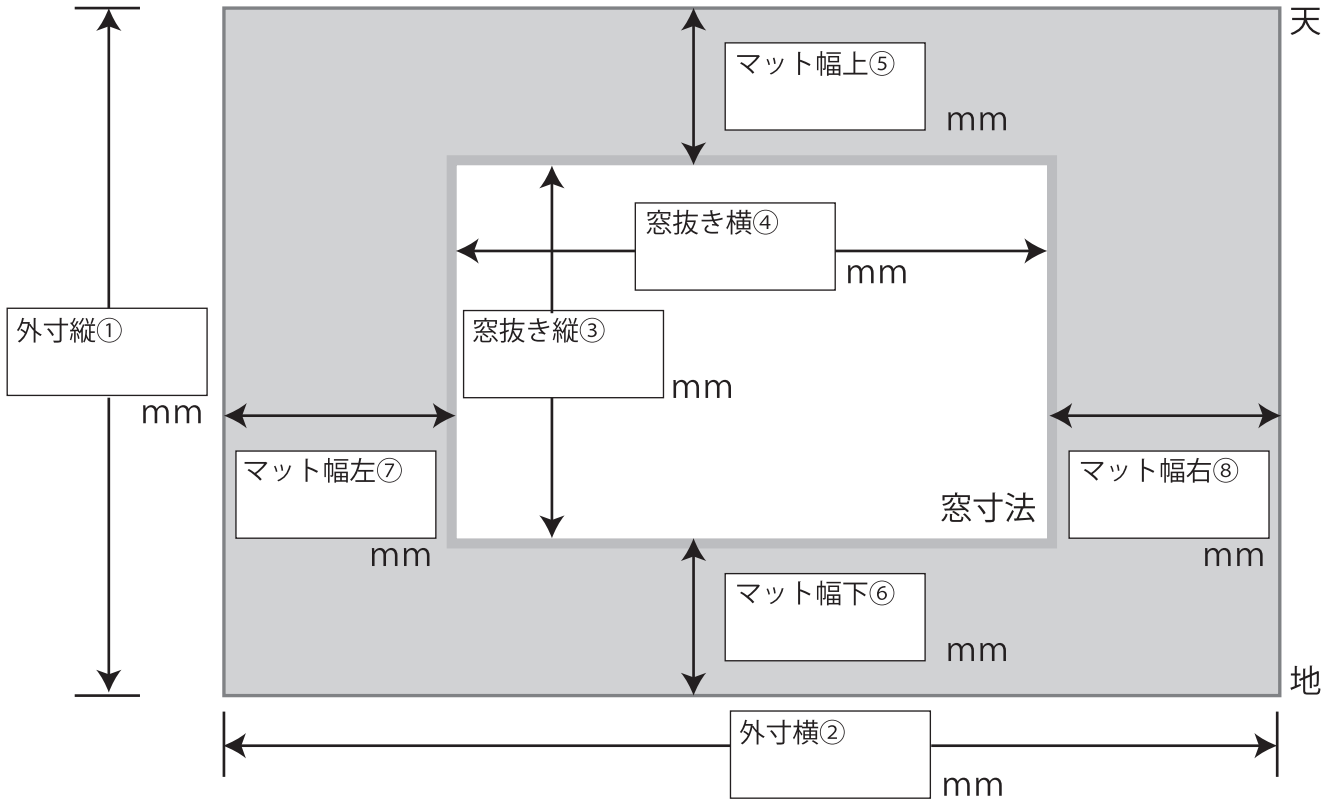 天
マット幅上⑤
mm
窓抜き横④
mm
外寸縦①
mm
窓抜き縦③
mm
マット幅左⑦
mm
窓寸法
マット幅右⑧
mm
マット幅下⑥
mm
地
外寸横②
mm